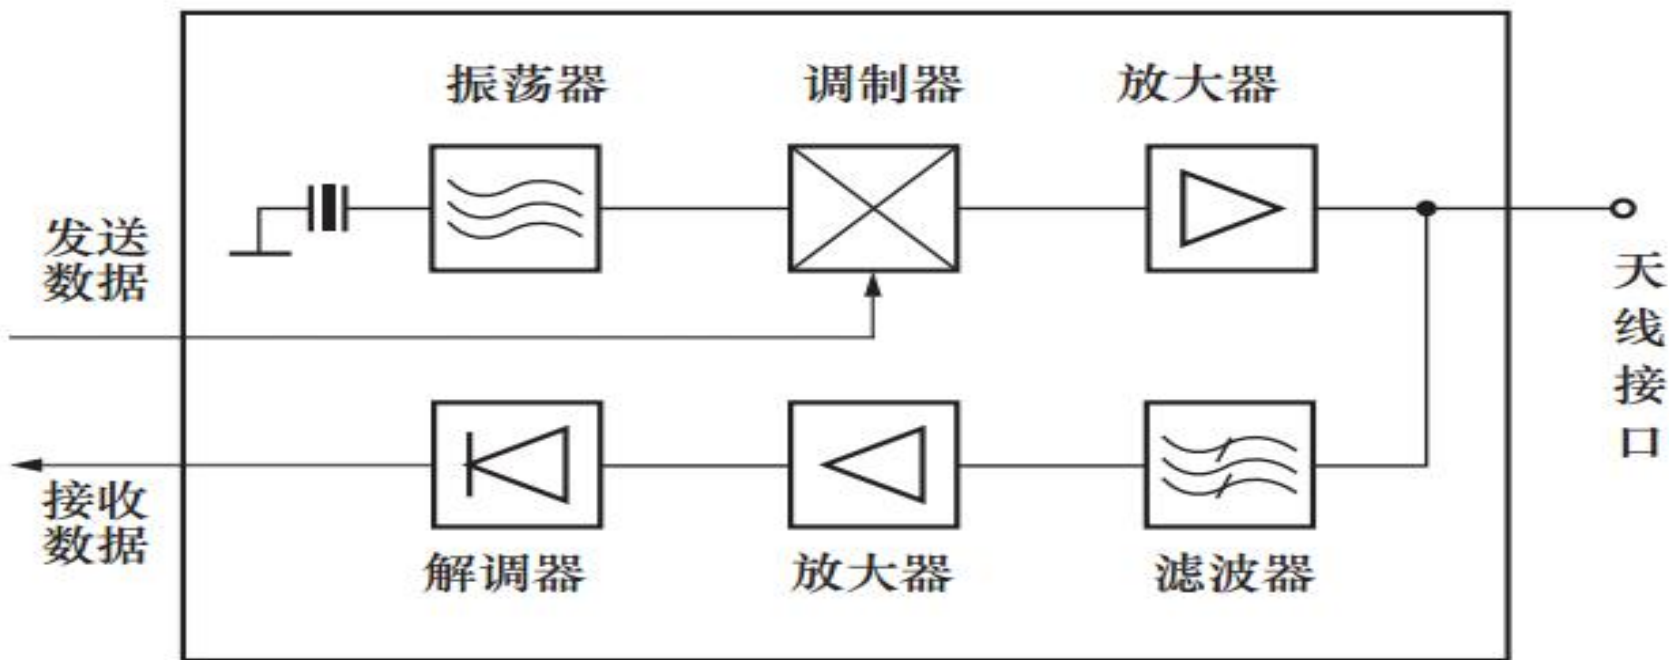 振荡器
调制器
放大器
发送
数据
天线接口
接收
数据
解调器
放大器
滤波器